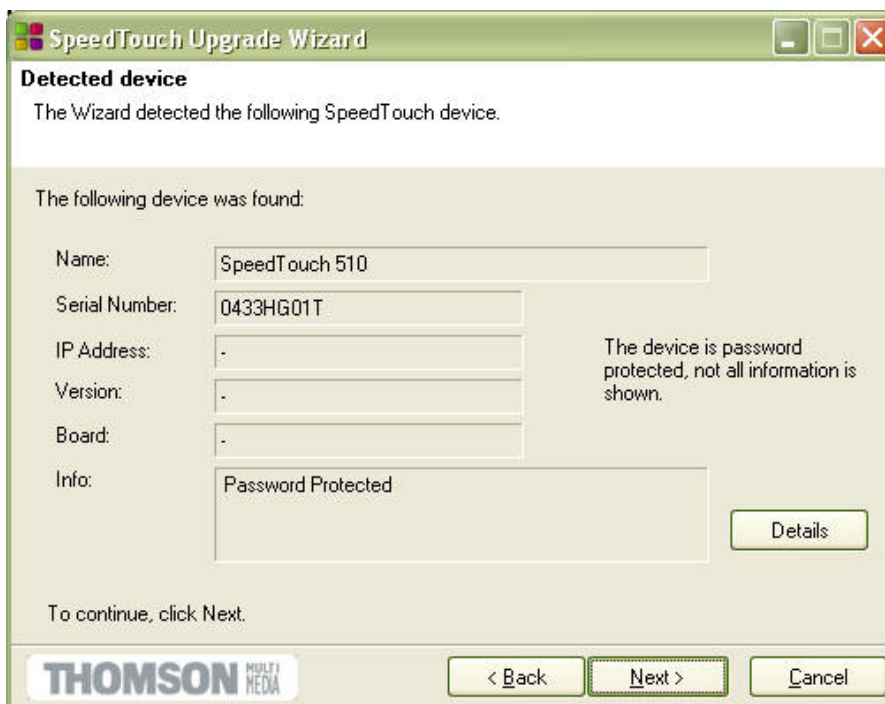 SpeedTouch Upgrade Wizard
Detected device
The Wizard detected the following SpeedTouch device.
The following device was found:
Name: SpeedTouch 510
Serial Number: 0433HG01T
IP Address: -
Version: -
Board: -
The device is password
protected, not all information is
shown.
Info: Password Protected
Details
To continue, click Next.
THOMSON MULTI MEDIA
< Back Next > Cancel